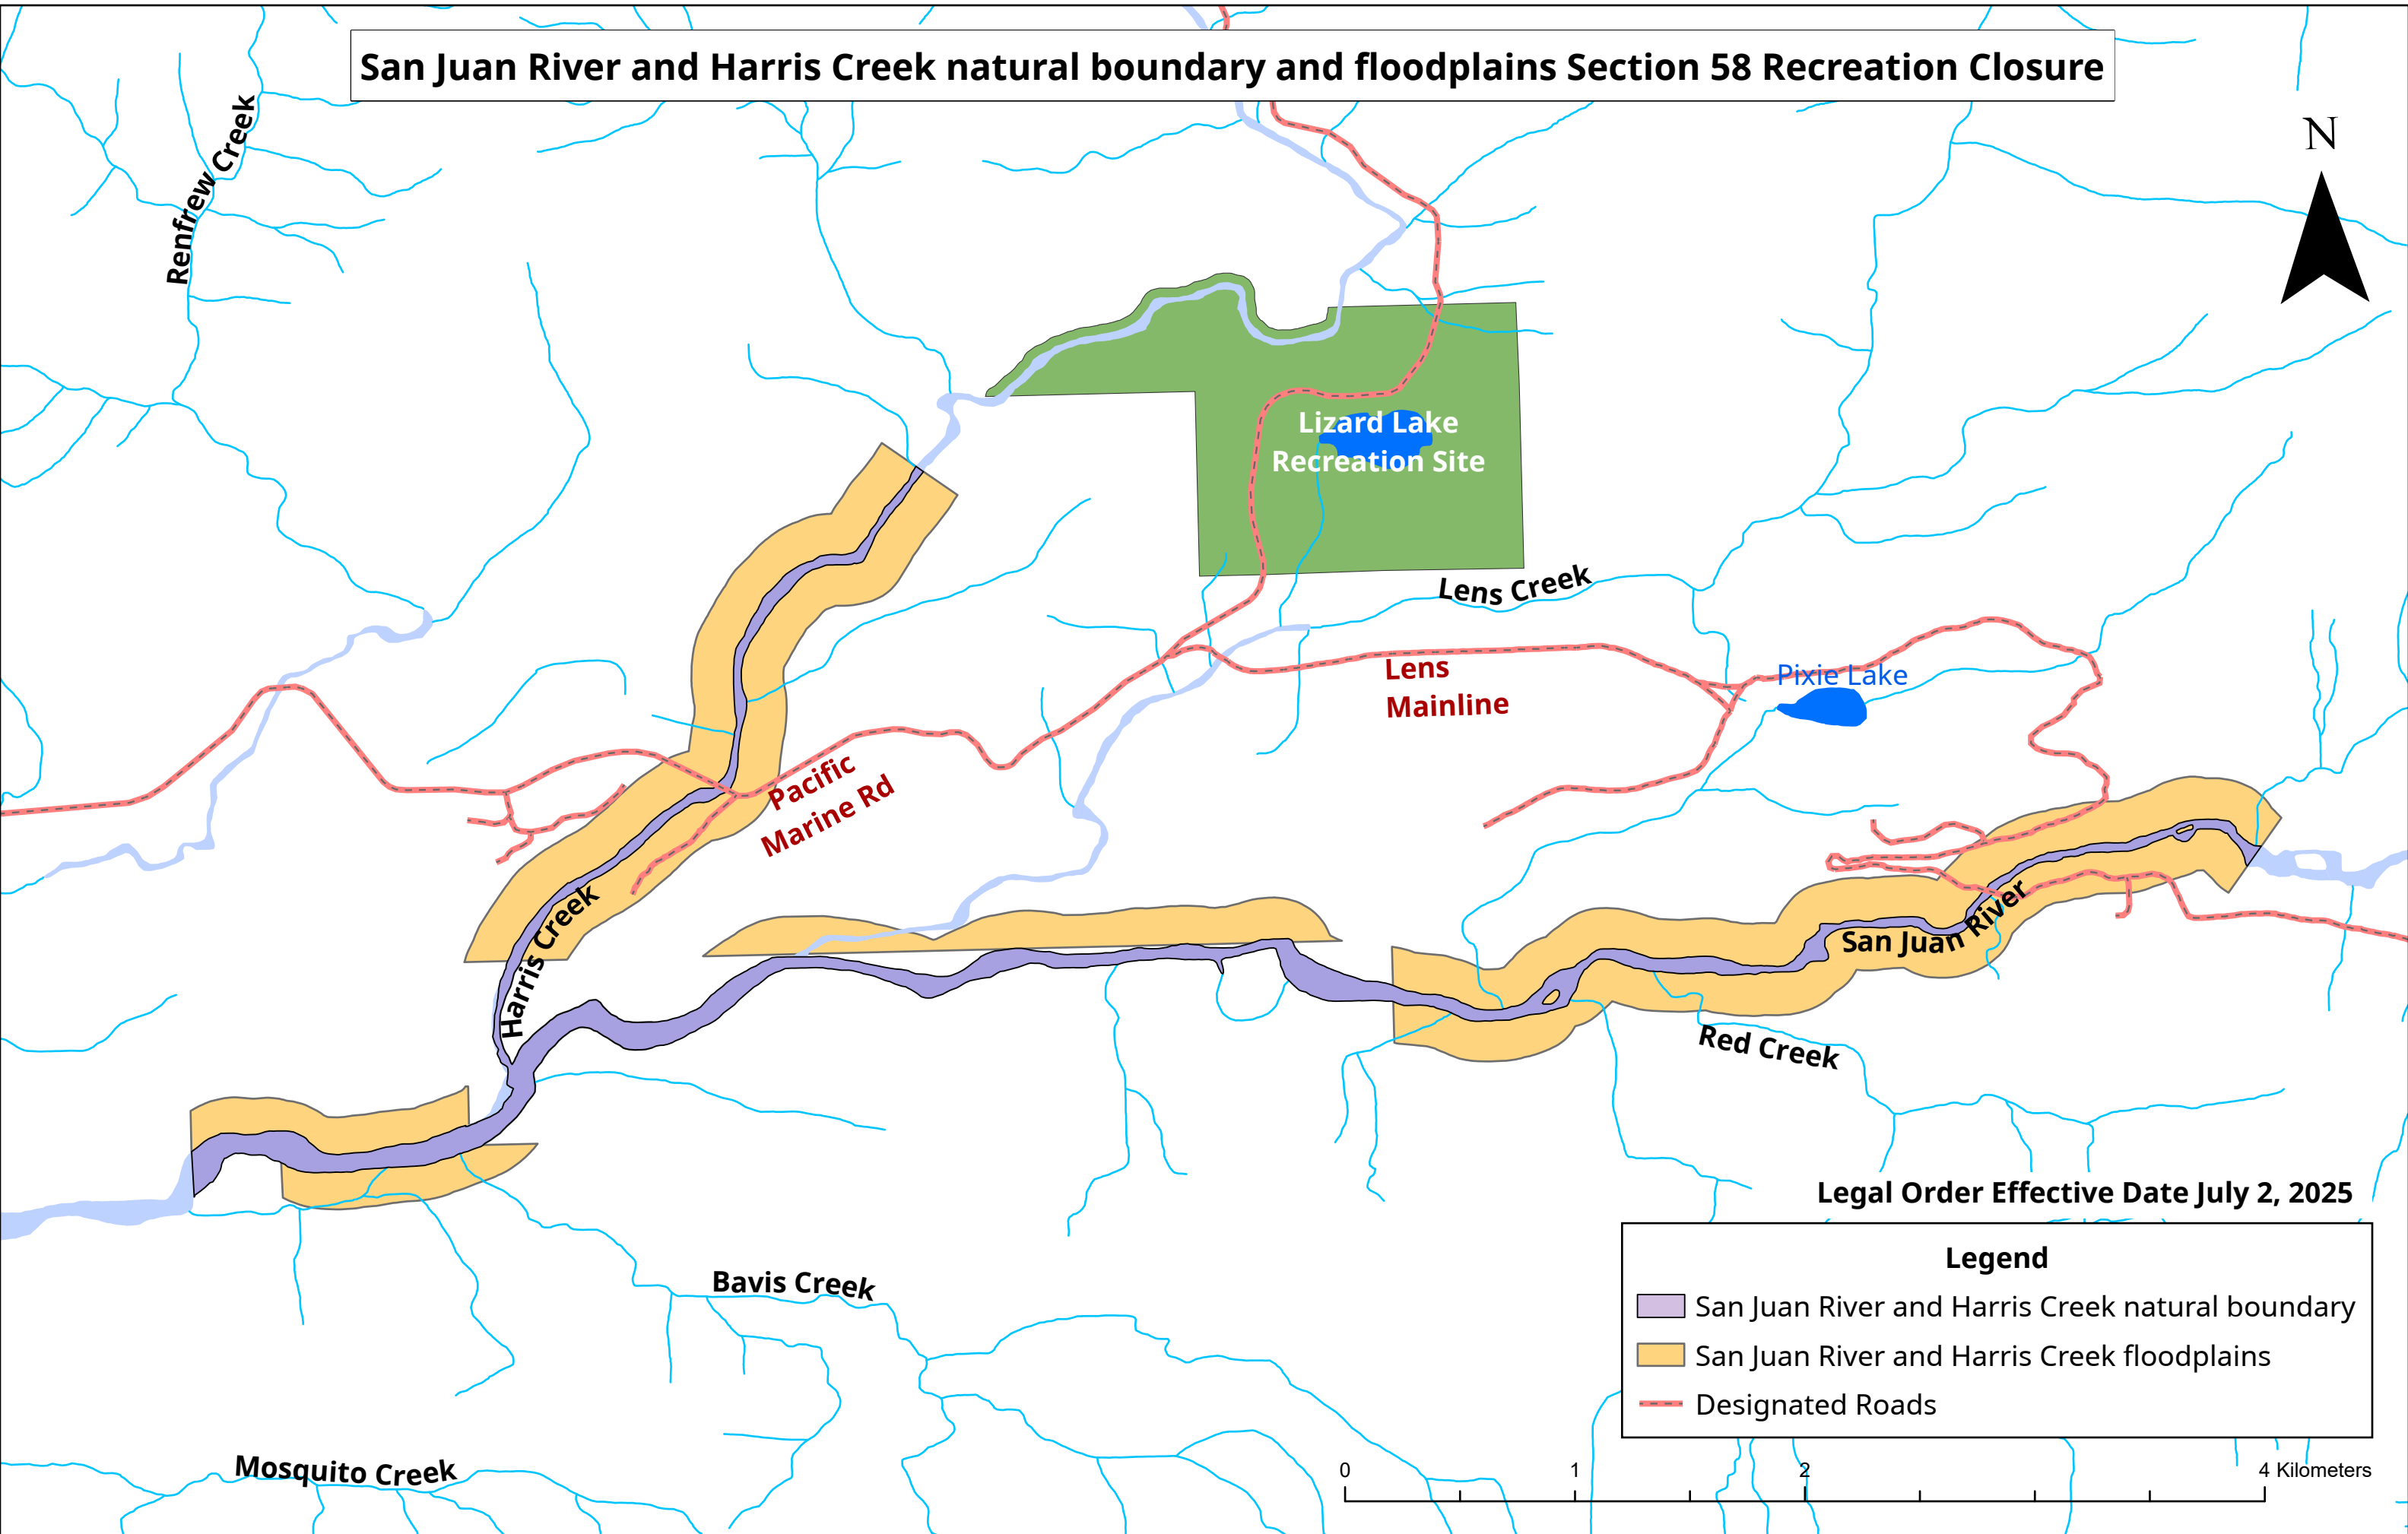 San Juan River and Harris Creek natural boundary and floodplains Section 58 Recreation Closure
N
Renfrew Creek
Lizard Lake
Recreation Site
Lens Creek
Lens
Mainline
Pixie Lake
Pacific
Marine Rd
Harris Creek
San Juan River
Red Creek
Legal Order Effective Date July 2, 2025
Legend
San Juan River and Harris Creek natural boundary
San Juan River and Harris Creek floodplains
Designated Roads
Bavis Creek
Mosquito Creek
0 1 2 4 Kilometers